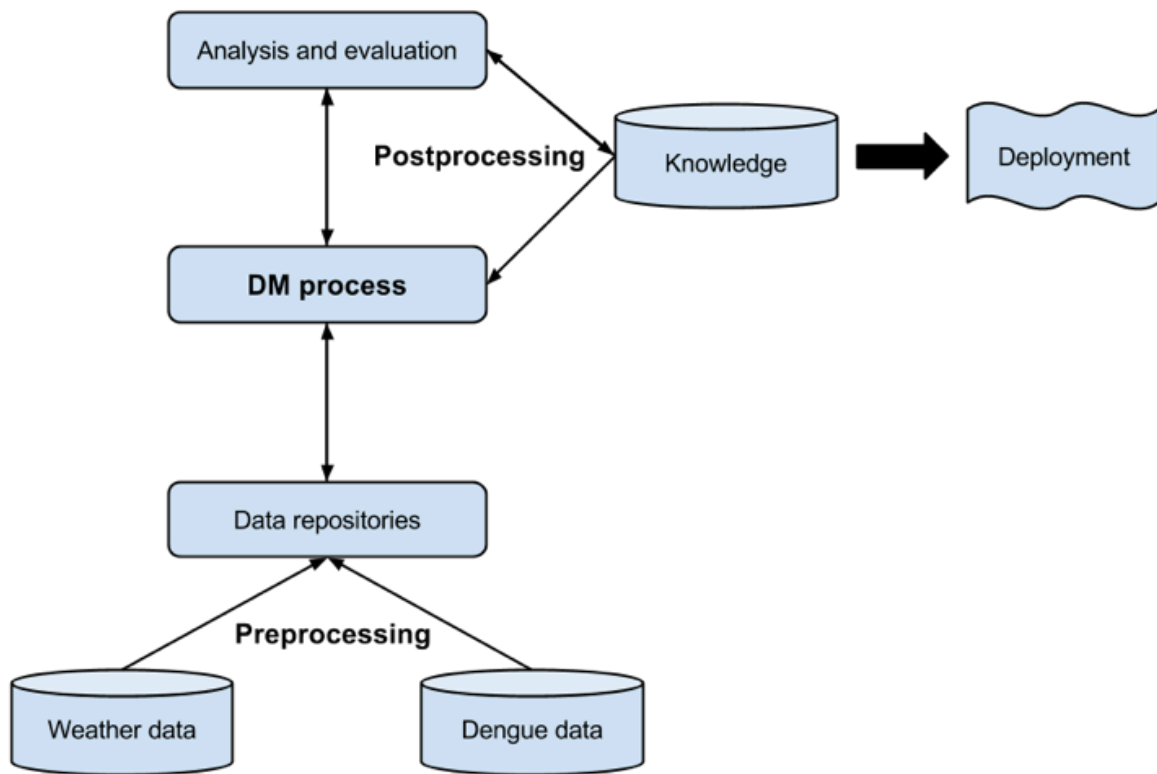 Analysis and evaluation
Postprocessing
Knowledge
Deployment
DM process
Data repositories
Preprocessing
Weather data
Dengue data